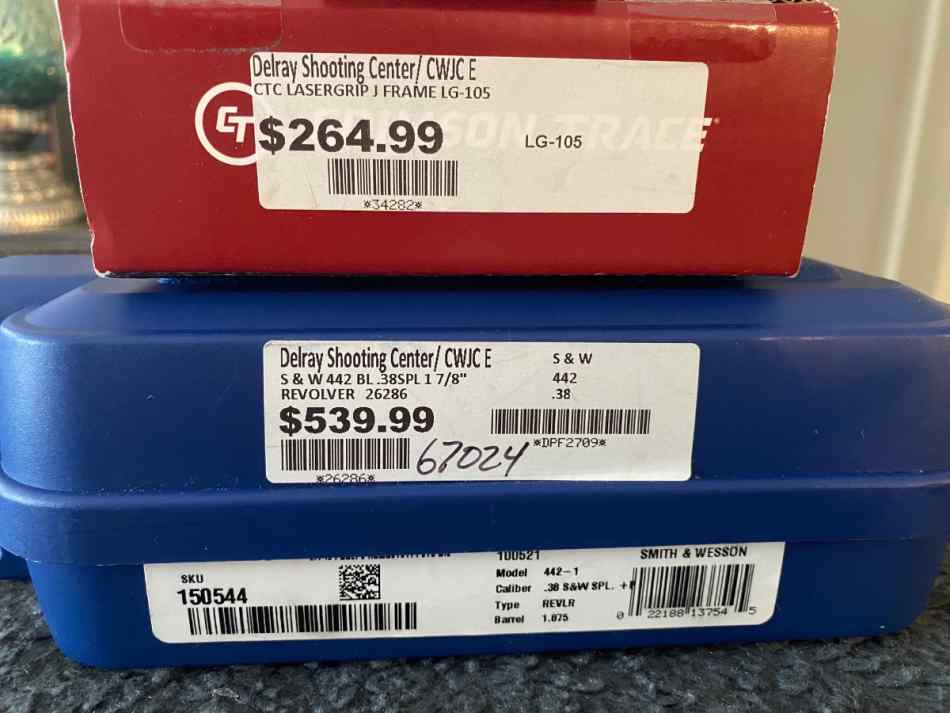 Delray Shooting Center/ CWJC E
CTC LASERGRIP J FRAME LG-105
CT
$264.99
LG-105
TRACE
*34282*
Delray Shooting Center/ CWJC E
S & W 442 BL .38SPL 1 7/8"
REVOLVER 26286
$539.99
*26286*
67024
S & W
442
.38
*DPF2709*
SKU
150544
100521
Model 442-1
Caliber .38 S&W SPL.
Type REVLR
Barrel 1.875
SMITH & WESSON
0 22188 13754 5